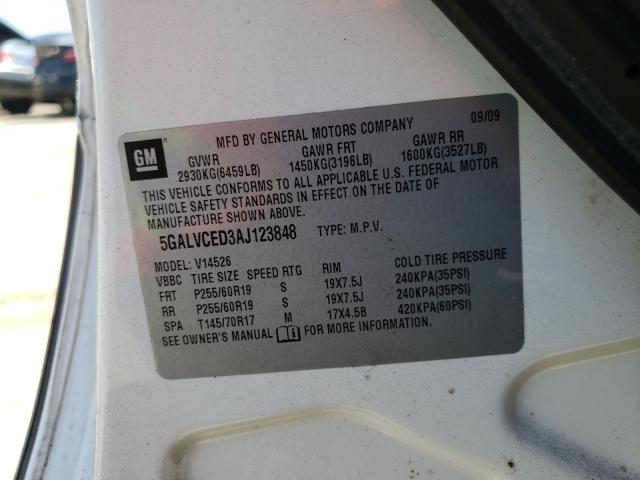 GM
MFD BY GENERAL MOTORS COMPANY 09/09
GVWR GAWR FRT GAWR RR
2930KG(6459LB) 1450KG(3196LB) 1600KG(3527LB)
THIS VEHICLE CONFORMS TO ALL APPLICABLE U.S. FEDERAL MOTOR
VEHICLE SAFETY STANDARDS IN EFFECT ON THE DATE OF
MANUFACTURE SHOWN ABOVE.
5GALVCED3AJ123848 TYPE: M.P.V.
MODEL: V14526
VBBC TIRE SIZE SPEED RTG RIM COLD TIRE PRESSURE
FRT P255/60R19 S 19X7.5J 240KPA(35PSI)
RR P255/60R19 S 19X7.5J 240KPA(35PSI)
SPA T145/70R17 M 17X4.5B 420KPA(60PSI)
SEE OWNER'S MANUAL FOR MORE INFORMATION.